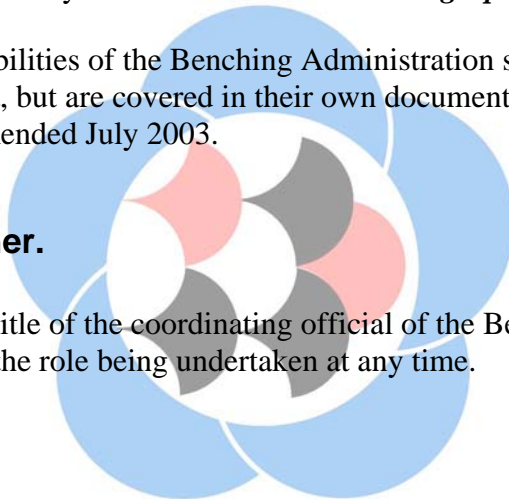 bilities of the Benching Administration s
, but are covered in their own document
ended July 2003.
er.
itle of the coordinating official of the Be
the role being undertaken at any time.